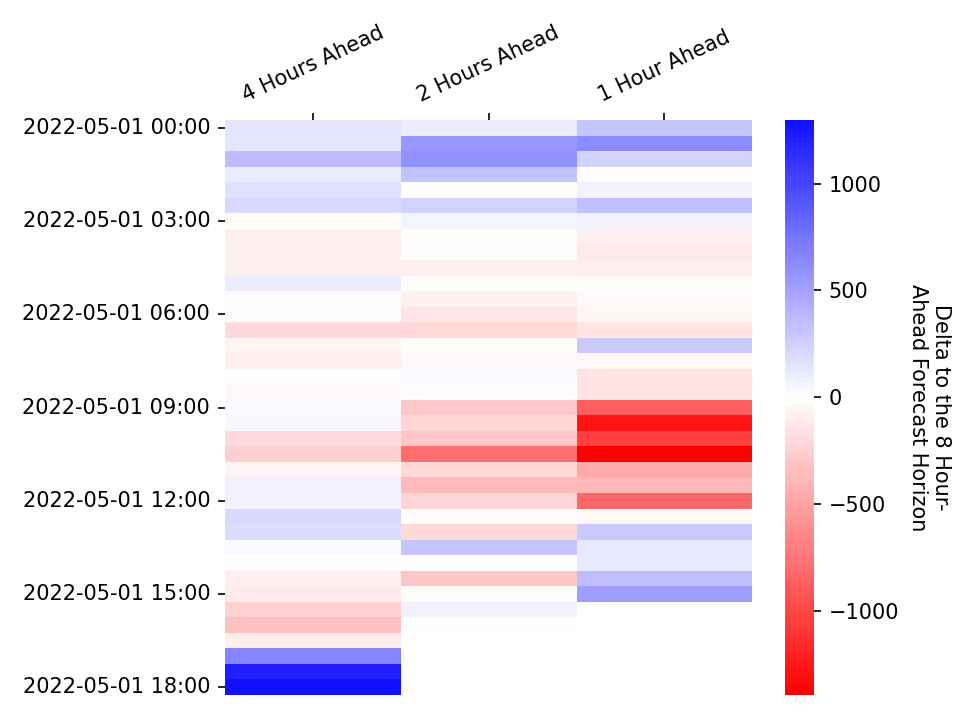 4 Hours Ahead
2 Hours Ahead
1 Hour Ahead
2022-05-01 00:00
2022-05-01 03:00
2022-05-01 06:00
2022-05-01 09:00
2022-05-01 12:00
2022-05-01 15:00
2022-05-01 18:00
1000
500
0
−500
−1000
Delta to the 8 Hour-
Ahead Forecast Horizon